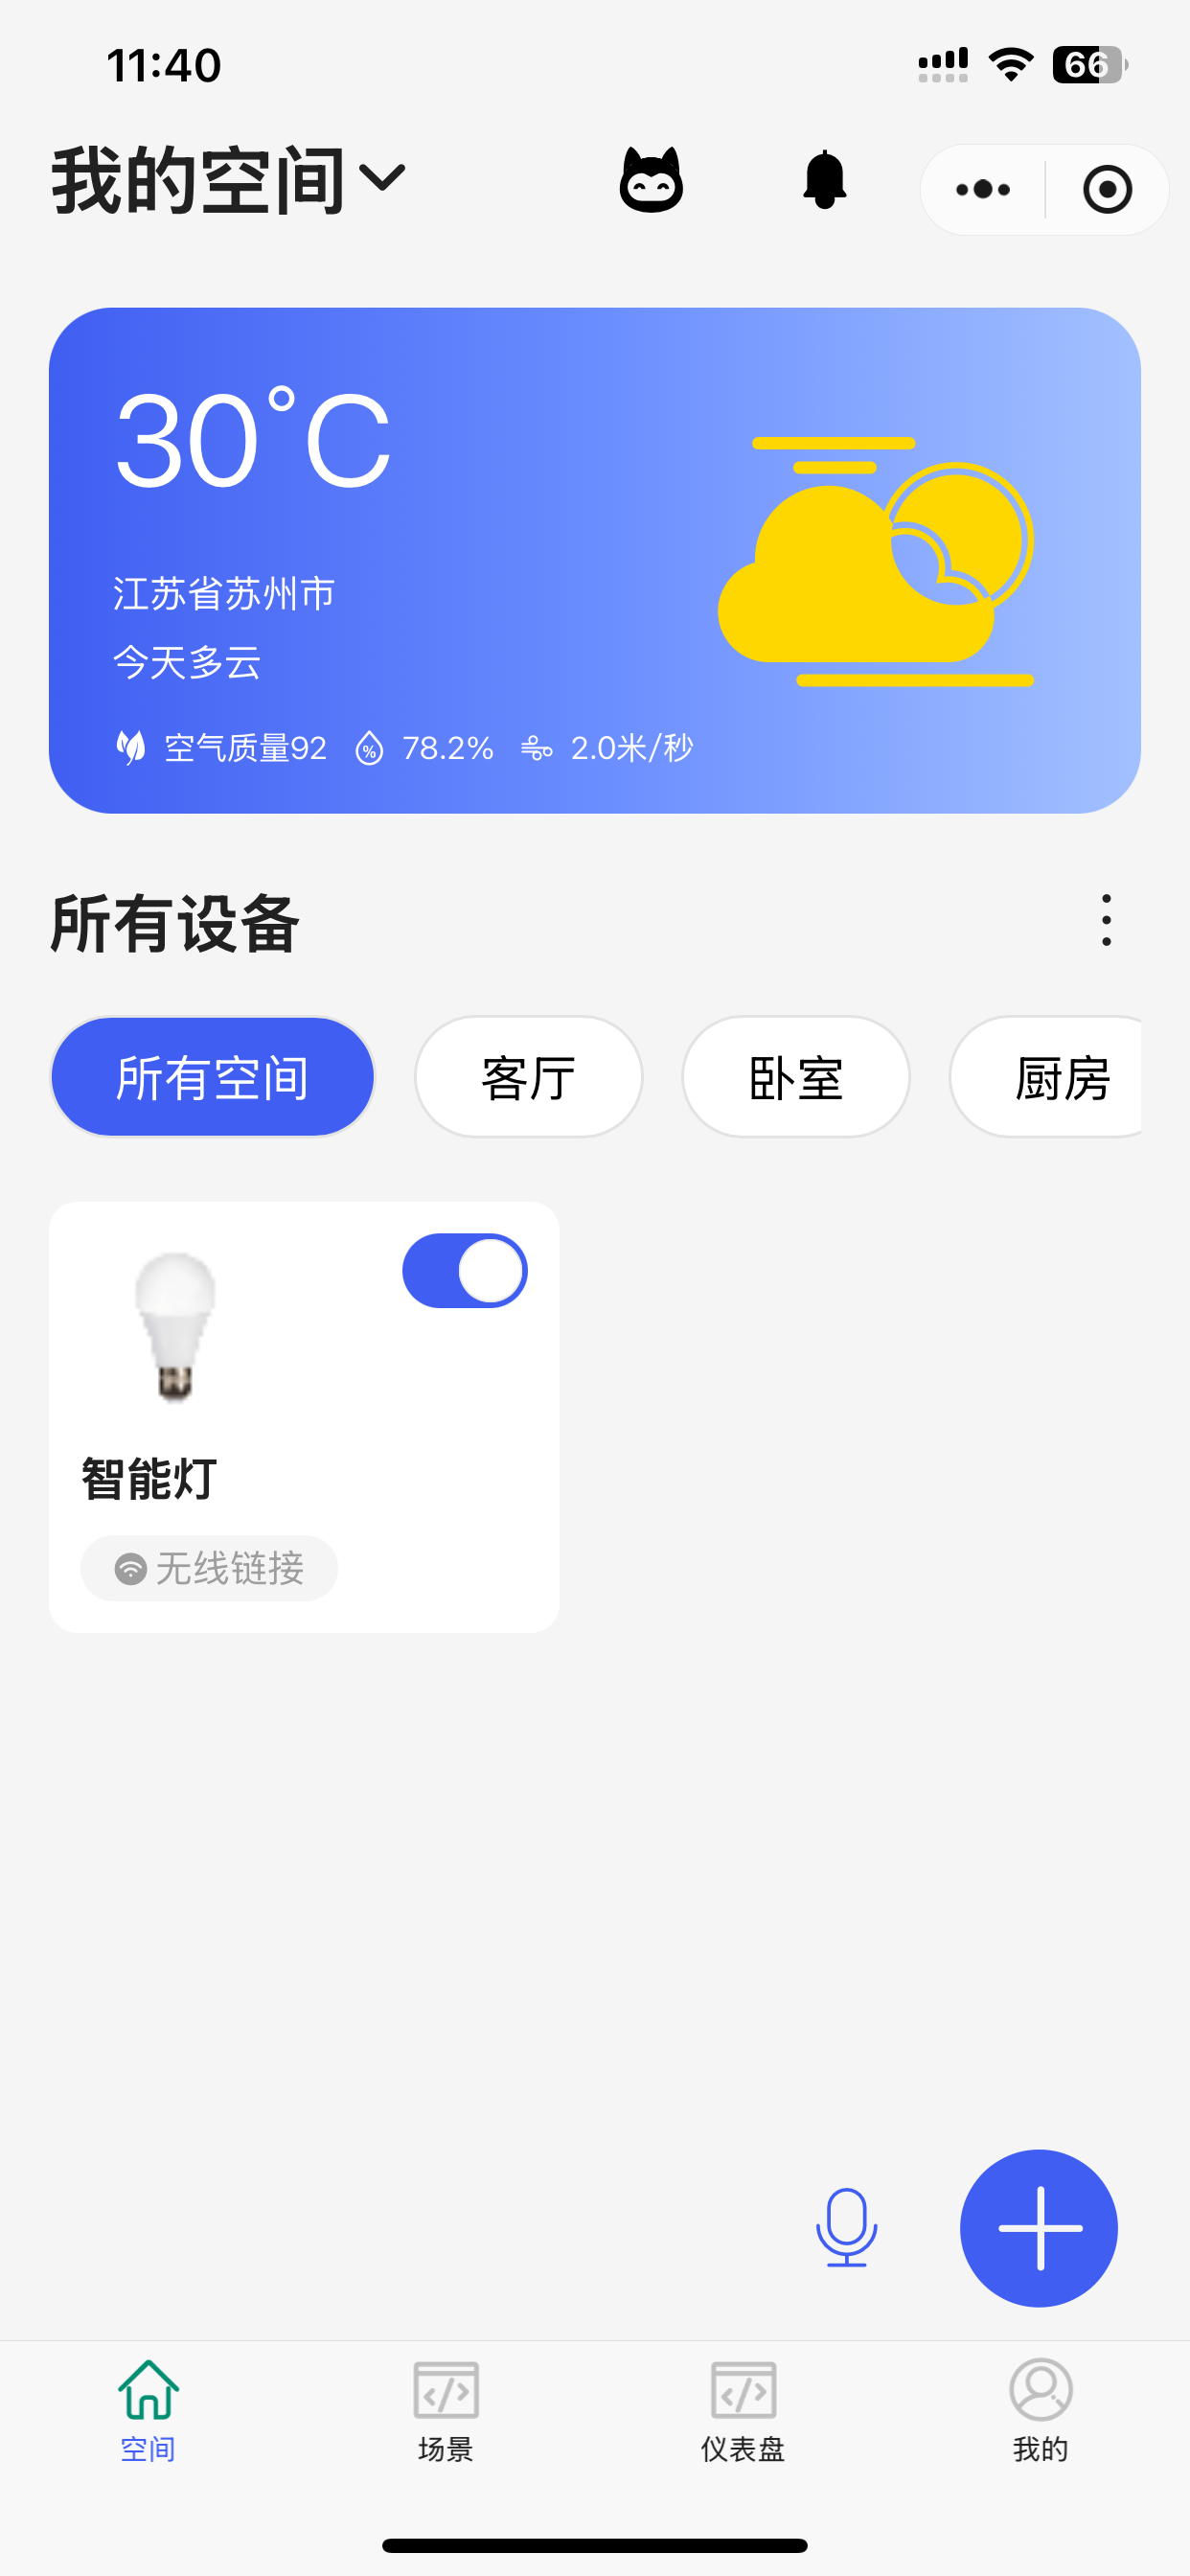 11:40
66
我的空间
30°C
江苏省苏州市
今天多云
空气质量92 % 78.2% 2.0米/秒
所有设备
所有空间 客厅 卧室 厨房
智能灯
无线链接
空间 场景 仪表盘 我的